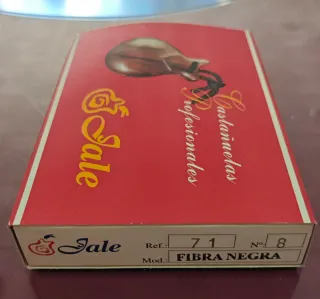 Castañuelas
Profesionales
Jale
Jale
Ref.: 71 Nº: 8
Mod.: FIBRA NEGRA